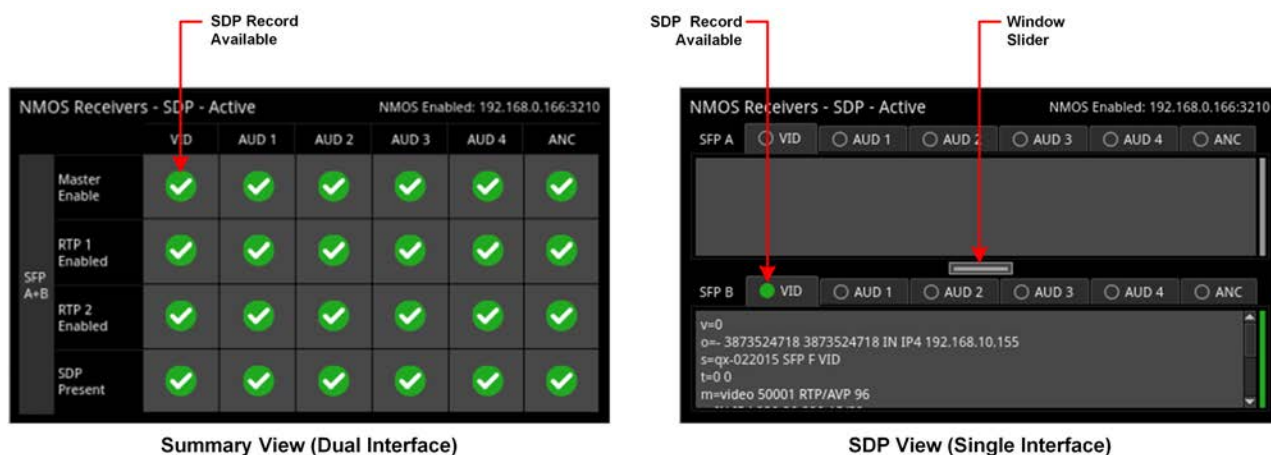 SDP Record
Available
NMOS Receivers - SDP - Active NMOS Enabled: 192.168.0.166:3210
VID AUD 1 AUD 2 AUD 3 AUD 4 ANC
SFP
A+B
Master
Enable
RTP 1
Enabled
RTP 2
Enabled
SDP
Present
Summary View (Dual Interface)
SDP Record
Available
Window
Slider
NMOS Receivers - SDP - Active NMOS Enabled: 192.168.0.166:3210
SFP A VID AUD 1 AUD 2 AUD 3 AUD 4 ANC
SFP B VID AUD 1 AUD 2 AUD 3 AUD 4 ANC
v=0
o=- 3873524718 3873524718 IN IP4 192.168.10.155
s=qx-022015 SFP F VID
t=0 0
m=video 50001 RTP/AVP 96
SDP View (Single Interface)